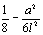 1/8 - a²/6l²